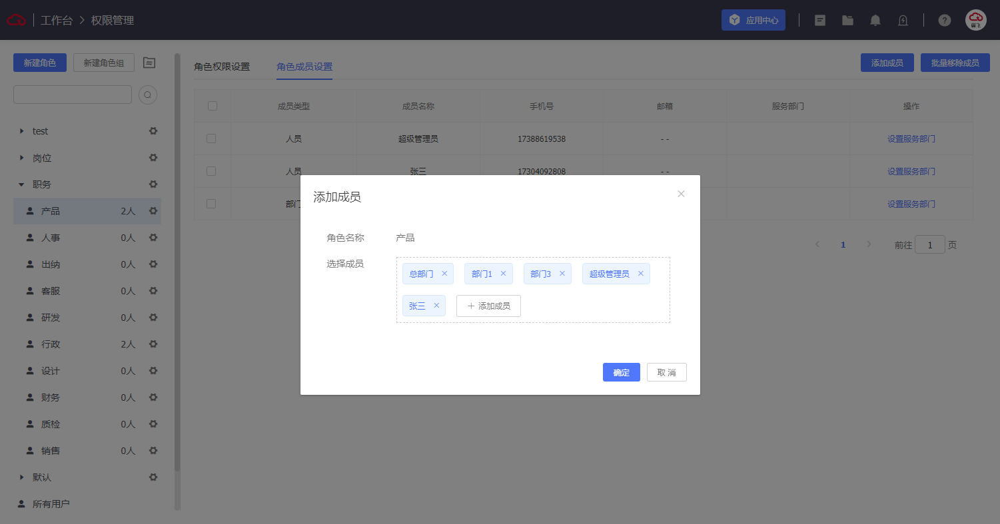 工作台 > 权限管理
应用中心
翼飞
新建角色 新建角色组
角色权限设置 角色成员设置
添加成员 批量移除成员
成员类型 成员名称 手机号 邮箱 服务部门 操作
人员 超级管理员 17388619538 - - 设置服务部门
人员 张三 17304092808 - - 设置服务部门
部门 设置服务部门
1 前往 1 页
test
岗位
职务
产品 2人
人事 0人
出纳 0人
客服 0人
研发 0人
行政 2人
设计 0人
财务 0人
质检 0人
销售 0人
默认
所有用户
添加成员
角色名称 产品
选择成员
总部门 × 部门1 × 部门3 × 超级管理员 ×
张三 × + 添加成员
确定 取消